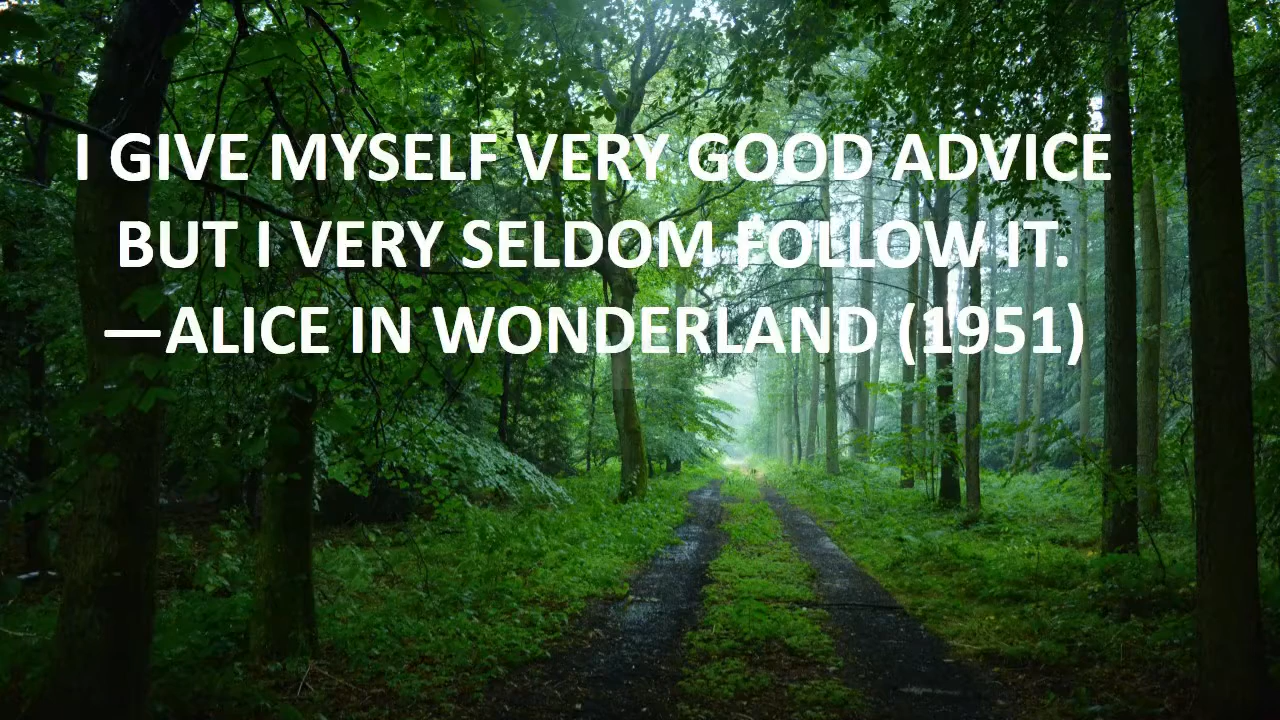 I GIVE MYSELF VERY GOOD ADVICE
BUT I VERY SELDOM FOLLOW IT.
—ALICE IN WONDERLAND (1951)